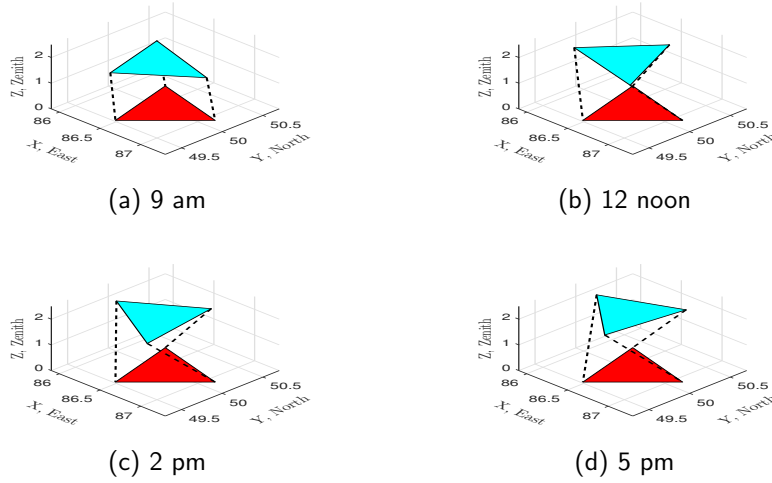 2
1
0
Z, Zenith
86
86.5
87
X, East
49.5
50
50.5
Y, North
(a) 9 am
2
1
0
Z, Zenith
86
86.5
87
X, East
49.5
50
50.5
Y, North
(b) 12 noon
2
1
0
Z, Zenith
86
86.5
87
X, East
49.5
50
50.5
Y, North
(c) 2 pm
2
1
0
Z, Zenith
86
86.5
87
X, East
49.5
50
50.5
Y, North
(d) 5 pm